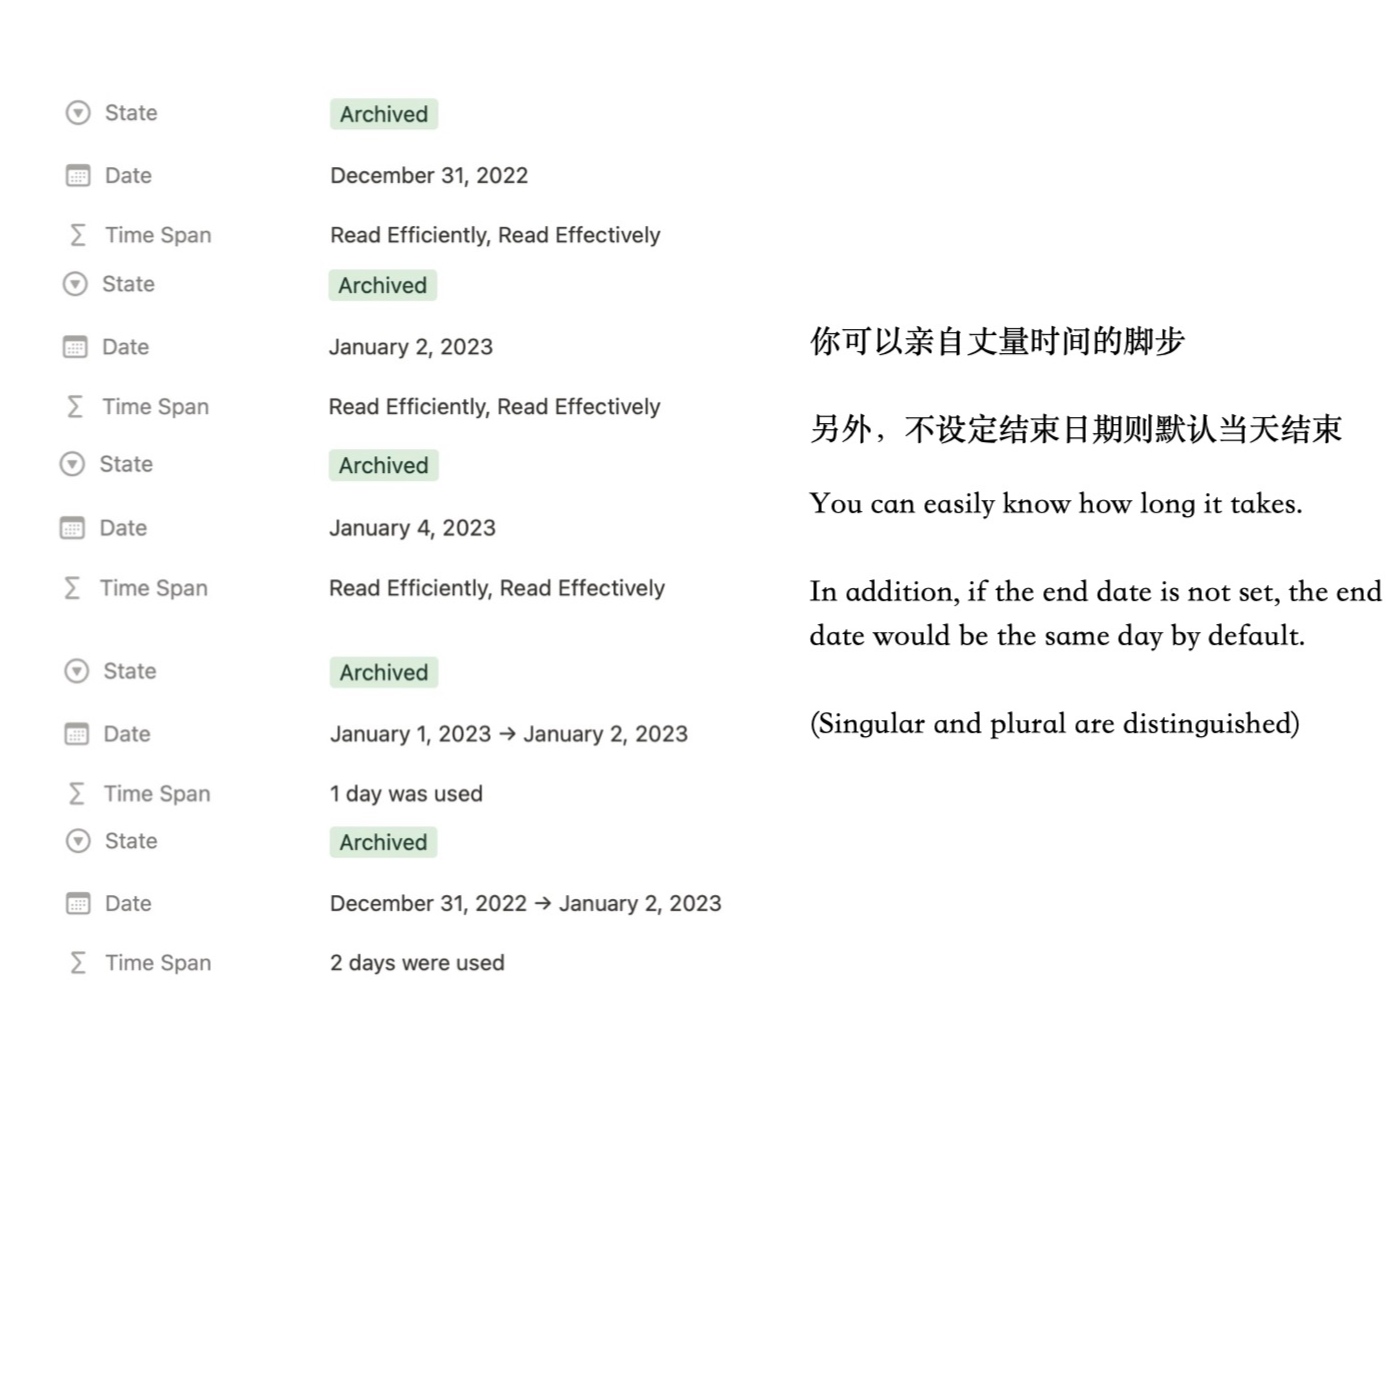 State Archived
Date December 31, 2022
Time Span Read Efficiently, Read Effectively
State Archived
Date January 2, 2023
Time Span Read Efficiently, Read Effectively
State Archived
Date January 4, 2023
Time Span Read Efficiently, Read Effectively
State Archived
Date January 1, 2023 → January 2, 2023
Time Span 1 day was used
State Archived
Date December 31, 2022 → January 2, 2023
Time Span 2 days were used
你可以亲自丈量时间的脚步
另外，不设定结束日期则默认当天结束
You can easily know how long it takes.
In addition, if the end date is not set, the end
date would be the same day by default.
(Singular and plural are distinguished)